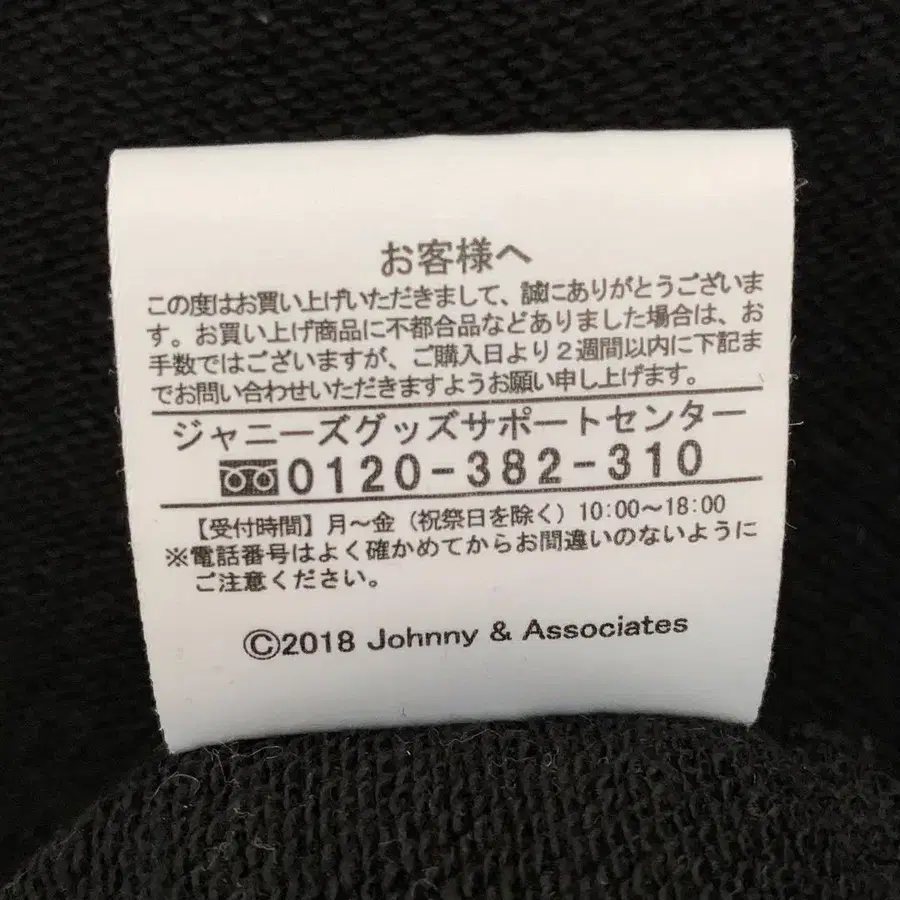 お客様へ
この度はお買い上げいただきまして、誠にありがとうございま
す。お買い上げ商品に不都合品などありました場合は、お
手数ではございますが、ご購入日より2週間以内に下記ま
でお問い合わせいただきますようお願い申し上げます。
ジャニーズグッズサポートセンター
0120-382-310
【受付時間】月～金（祝祭日を除く）10:00～18:00
※電話番号はよく確かめてからお間違いのないように
ご注意ください。
©2018 Johnny & Associates